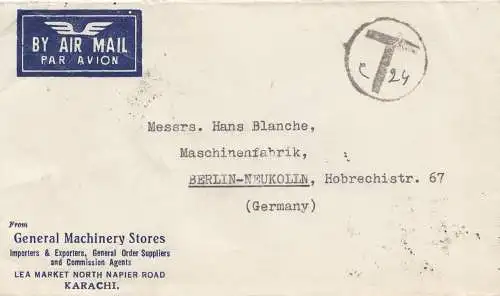 BY AIR MAIL
PAR AVION
T
c 24
Messrs. Hans Blanche,
Maschinenfabrik,
BERLIN-NEUKOLLN, Hobrechistr. 67
(Germany)
From
General Machinery Stores
Importers & Exporters, General Order Suppliers
and Commission Agents
LEA MARKET NORTH NAPIER ROAD
KARACHI.